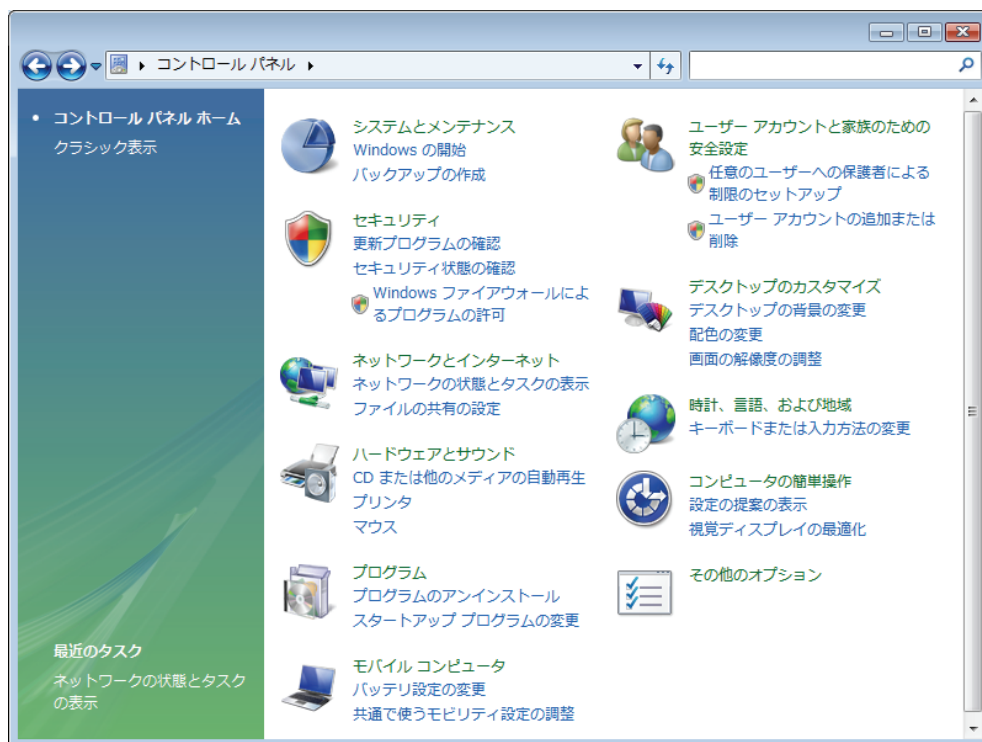 コントロール パネル
コントロール パネル ホーム
クラシック表示
最近のタスク
ネットワークの状態とタスク
の表示
システムとメンテナンス
Windows の開始
バックアップの作成
セキュリティ
更新プログラムの確認
セキュリティ状態の確認
Windows ファイアウォールによ
るプログラムの許可
ネットワークとインターネット
ネットワークの状態とタスクの表示
ファイルの共有の設定
ハードウェアとサウンド
CD または他のメディアの自動再生
プリンタ
マウス
プログラム
プログラムのアンインストール
スタートアップ プログラムの変更
モバイル コンピュータ
バッテリ設定の変更
共通で使うモビリティ設定の調整
ユーザー アカウントと家族のための
安全設定
任意のユーザーへの保護者による
制限のセットアップ
ユーザー アカウントの追加または
削除
デスクトップのカスタマイズ
デスクトップの背景の変更
配色の変更
画面の解像度の調整
時計、言語、および地域
キーボードまたは入力方法の変更
コンピュータの簡単操作
設定の提案の表示
視覚ディスプレイの最適化
その他のオプション